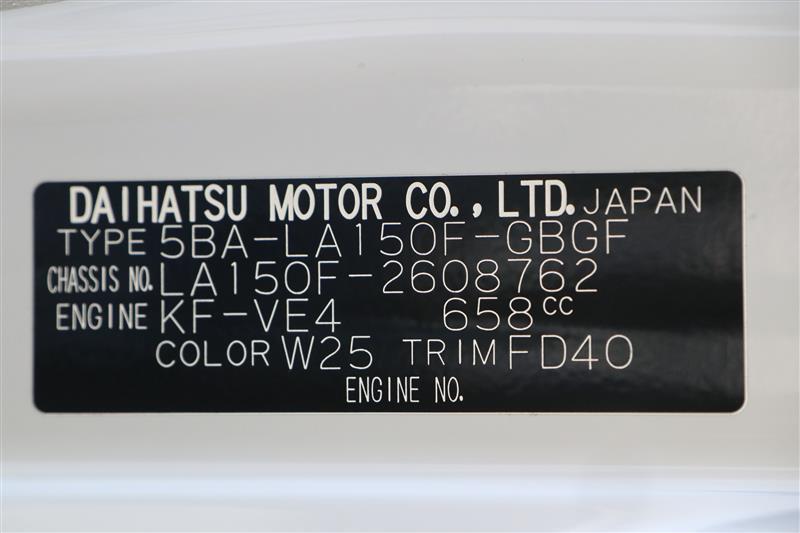 DAIHATSU MOTOR CO., LTD. JAPAN
TYPE 5BA-LA150F-GBGF
CHASSIS NO. LA150F-2608762
ENGINE KF-VE4 658cc
COLOR W25 TRIM FD40
ENGINE NO.